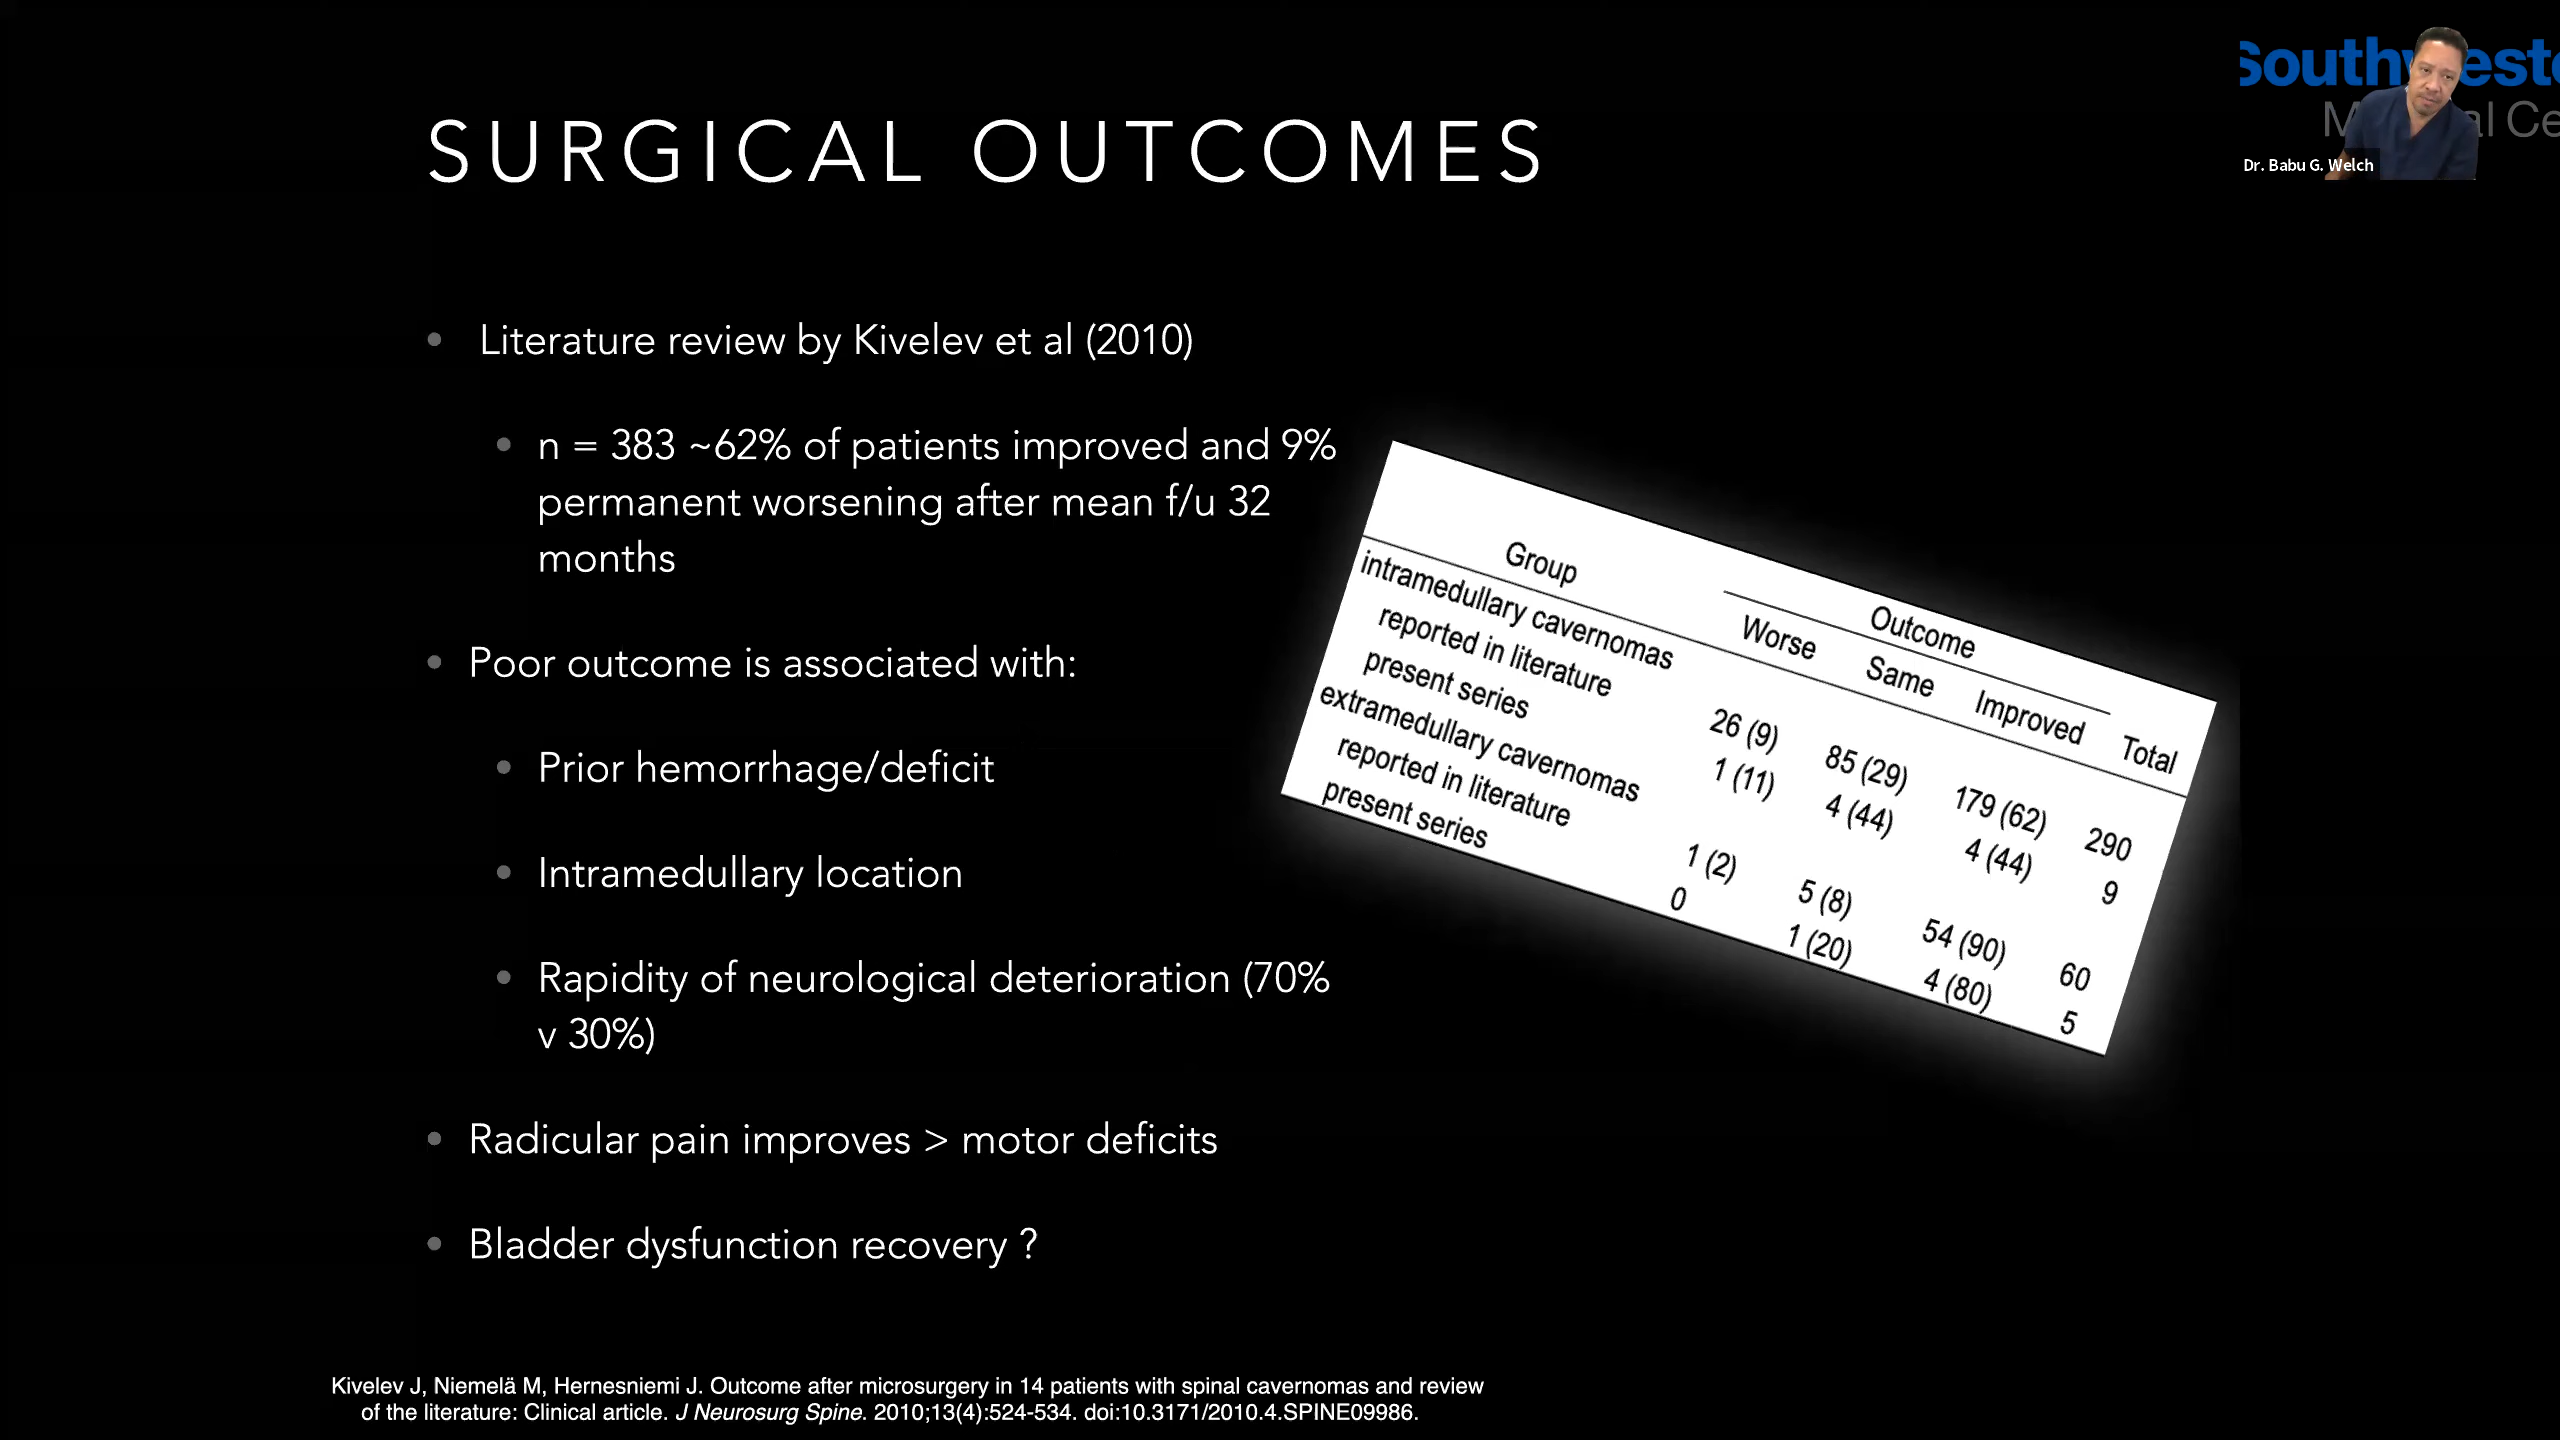 SURGICAL OUTCOMES
Literature review by Kivelev et al (2010)
n = 383 ~62% of patients improved and 9%
permanent worsening after mean f/u 32
months
Poor outcome is associated with:
Prior hemorrhage/deficit
Intramedullary location
Rapidity of neurological deterioration (70%
v 30%)
Radicular pain improves > motor deficits
Bladder dysfunction recovery ?
Outcome
Group Worse Same Improved Total
intramedullary cavernomas
reported in literature 26 (9) 85 (29) 179 (62) 290
present series 1 (11) 4 (44) 4 (44) 9
extramedullary cavernomas
reported in literature 1 (2) 5 (8) 54 (90) 60
present series 0 1 (20) 4 (80) 5
Kivelev J, Niemelä M, Hernesniemi J. Outcome after microsurgery in 14 patients with spinal cavernomas and review
of the literature: Clinical article. J Neurosurg Spine. 2010;13(4):524-534. doi:10.3171/2010.4.SPINE09986.
Dr. Babu G. Welch